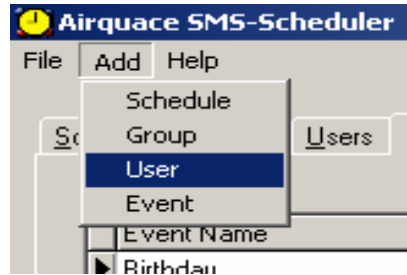 Airquace SMS-Scheduler
File Add Help
Schedule
Group
Users
User
Event
Event Name
Birthday